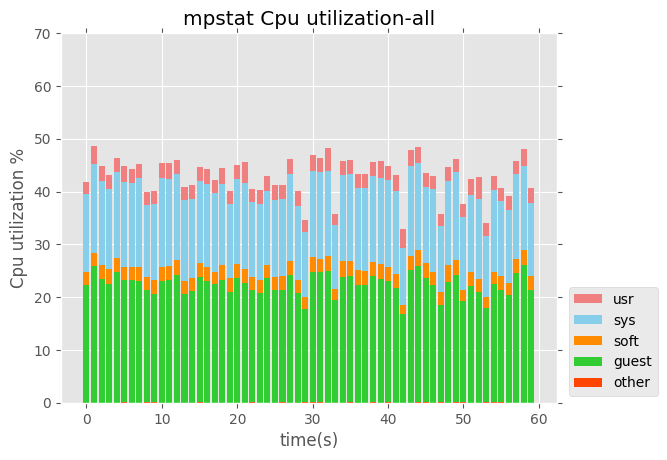 mpstat Cpu utilization-all
70
60
50
40
30
20
10
0
Cpu utilization %
0 10 20 30 40 50 60
time(s)
usr
sys
soft
guest
other